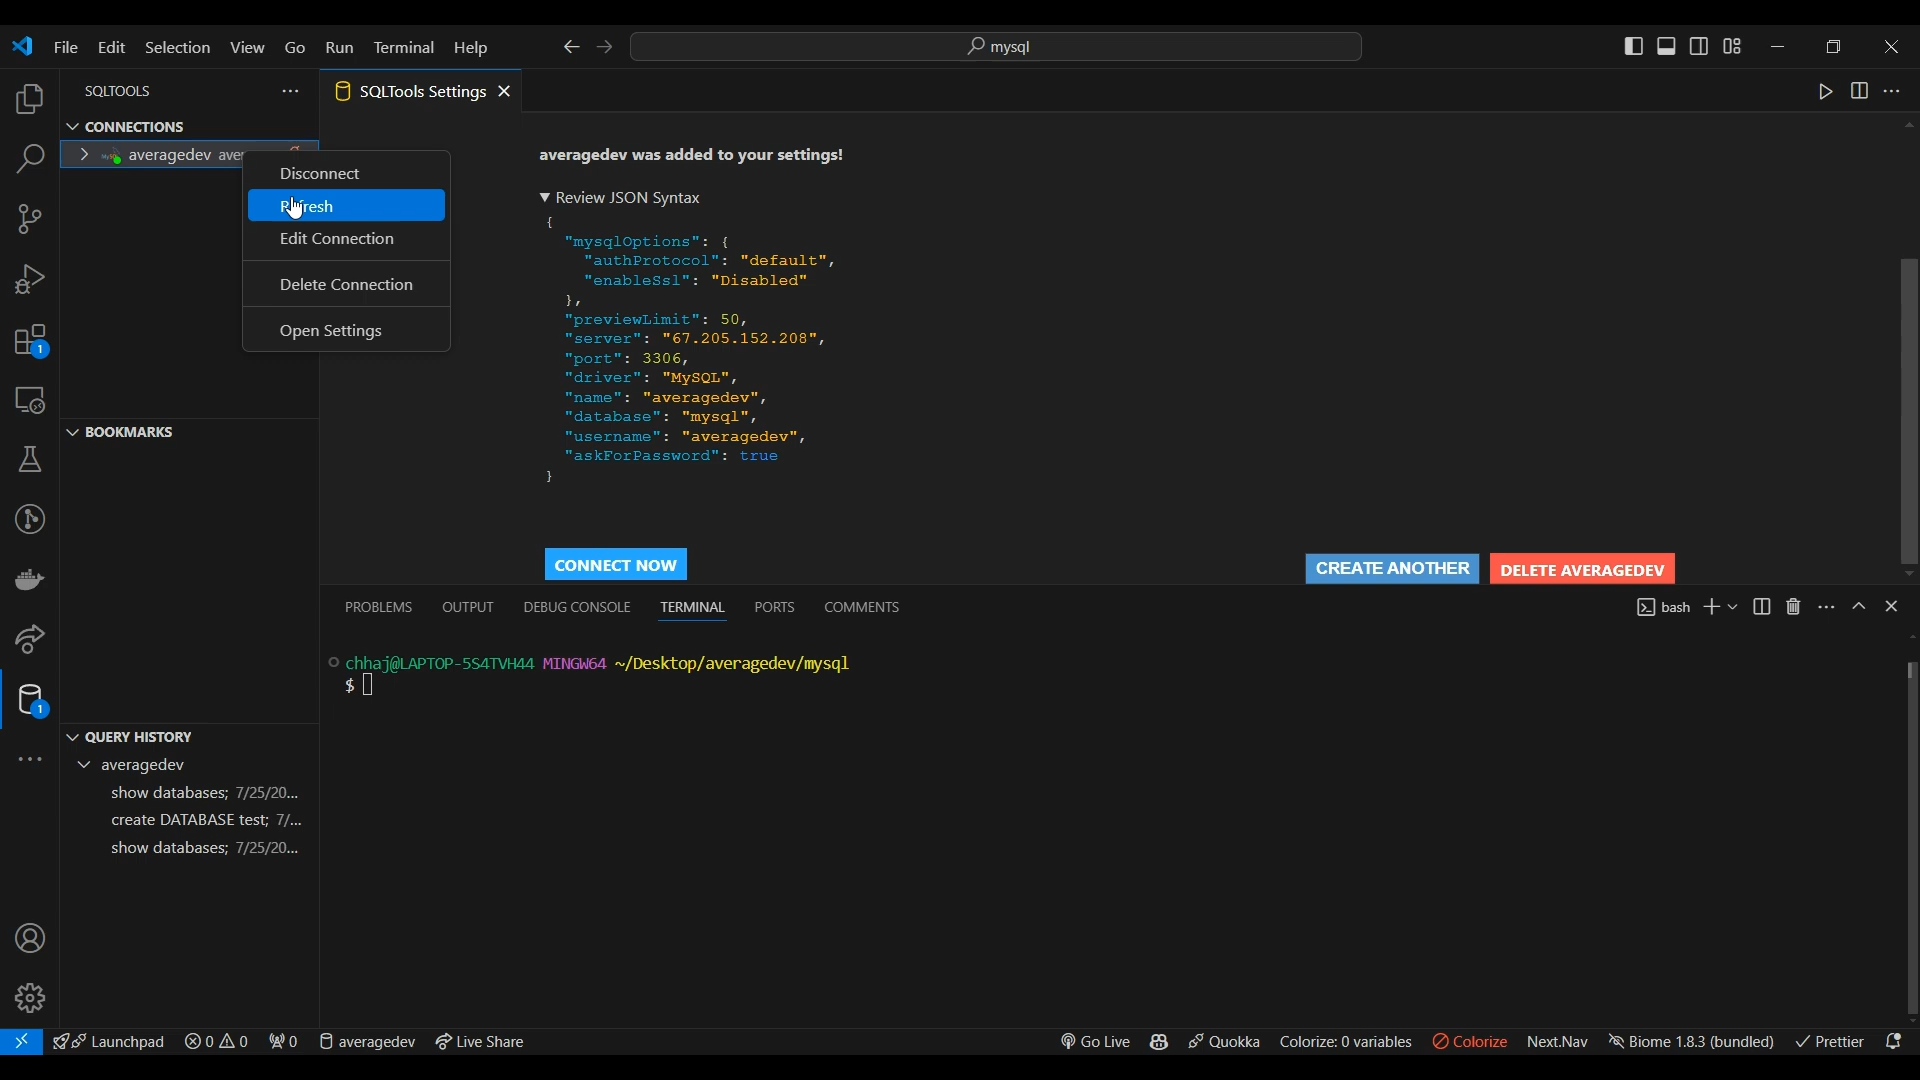 File Edit Selection View Go Run Terminal Help
mysql
SQLTOOLS
SQLTools Settings
CONNECTIONS
averagedev
Disconnect
Refresh
Edit Connection
Delete Connection
Open Settings
averagedev was added to your settings!
Review JSON Syntax
{
"mysqlOptions": {
"authProtocol": "default",
"enableSsl": "Disabled"
},
"previewLimit": 50,
"server": "67.205.152.208",
"port": 3306,
"driver": "MySQL",
"name": "averagedev",
"database": "mysql",
"username": "averagedev",
"askForPassword": true
}
CONNECT NOW
CREATE ANOTHER
DELETE AVERAGEDEV
1
BOOKMARKS
PROBLEMS OUTPUT DEBUG CONSOLE TERMINAL PORTS COMMENTS
bash
chhaj@LAPTOP-5S4TVH44 MINGW64 ~/Desktop/averagedev/mysql
$
1
QUERY HISTORY
averagedev
show databases; 7/25/20...
create DATABASE test; 7/...
show databases; 7/25/20...
Launchpad 0 0 0 averagedev Live Share
Go Live Quokka Colorize: 0 variables Colorize Next.Nav Biome 1.8.3 (bundled) Prettier